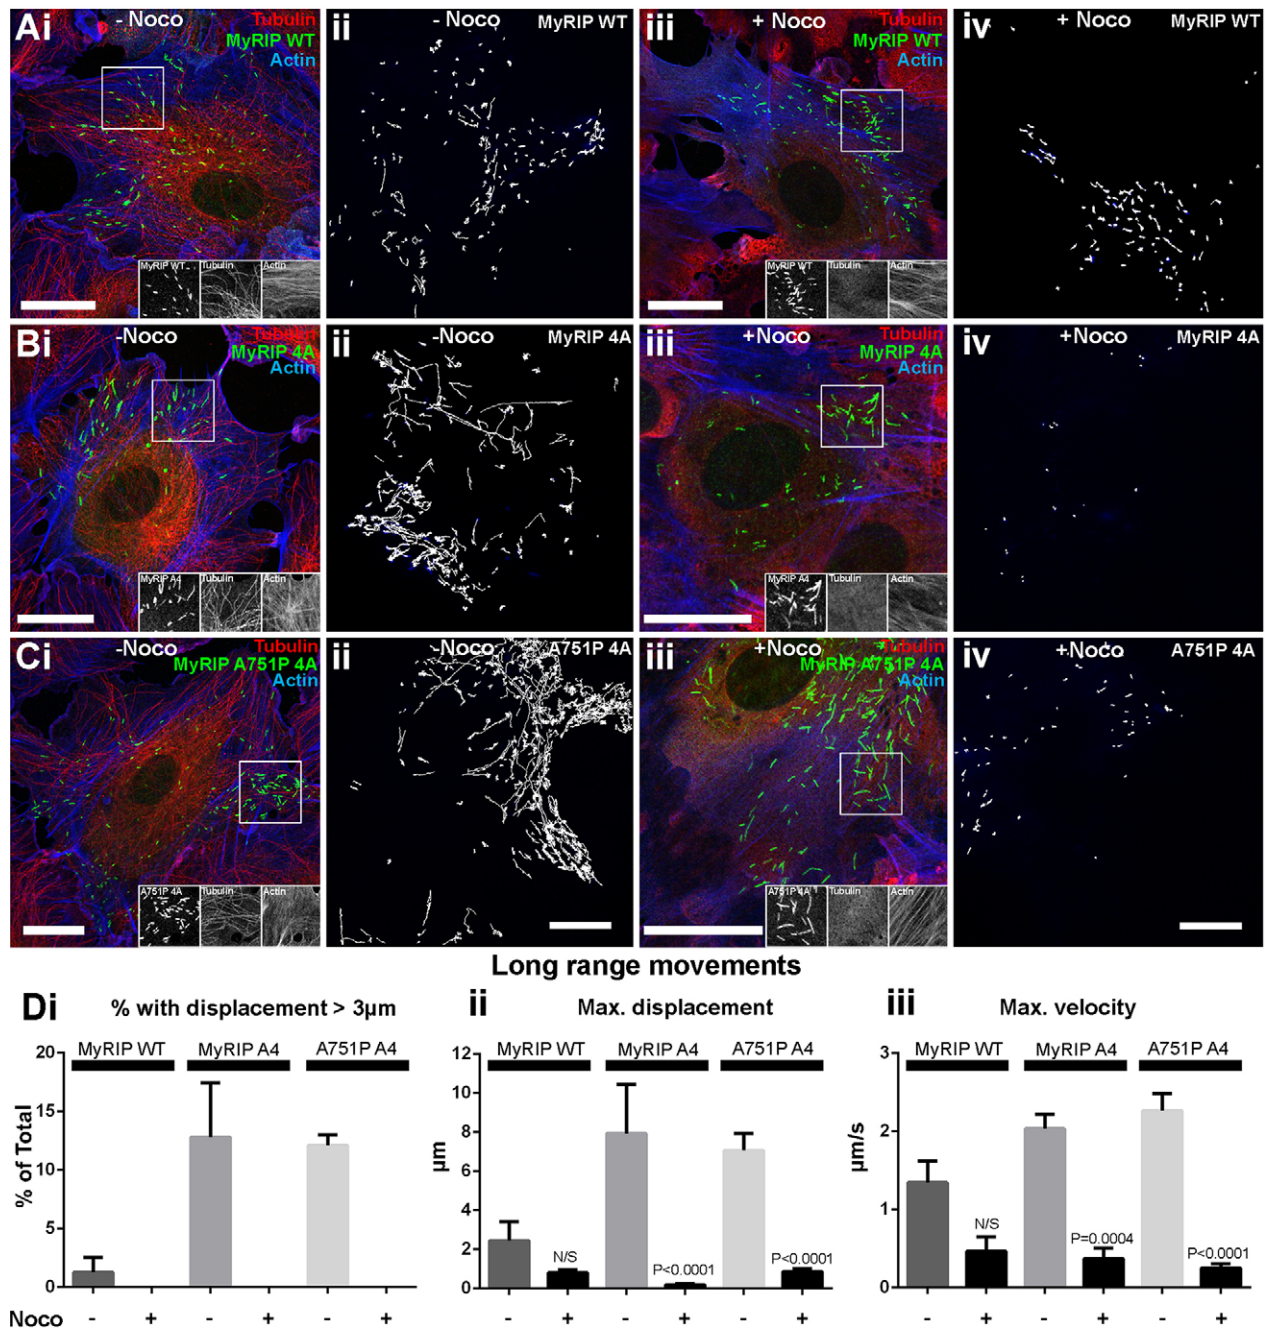 Ai - Noco Tubulin
MyRIP WT
Actin
MyRIP WT Tubulin Actin
ii - Noco MyRIP WT
iii + Noco Tubulin
MyRIP WT
Actin
MyRIP WT Tubulin Actin
iv + Noco MyRIP WT
Bi -Noco Tubulin
MyRIP 4A
Actin
MyRIP A4 Tubulin Actin
ii -Noco MyRIP 4A
iii +Noco Tubulin
MyRIP 4A
Actin
MyRIP A4 Tubulin Actin
iv +Noco MyRIP 4A
Ci -Noco Tubulin
MyRIP A751P 4A
Actin
A751P 4A Tubulin Actin
ii -Noco A751P 4A
iii +Noco Tubulin
MyRIP A751P 4A
Actin
A751P 4A Tubulin Actin
iv +Noco A751P 4A
Long range movements
Di % with displacement > 3µm
MyRIP WT MyRIP A4 A751P A4
% of Total
20
15
10
5
0
Noco - + - + - +
ii Max. displacement
MyRIP WT MyRIP A4 A751P A4
µm
12
10
8
6
4
2
0
N/S P<0.0001 P<0.0001
- + - + - +
iii Max. velocity
MyRIP WT MyRIP A4 A751P A4
µm/s
3
2
1
0
N/S P=0.0004 P<0.0001
- + - + - +